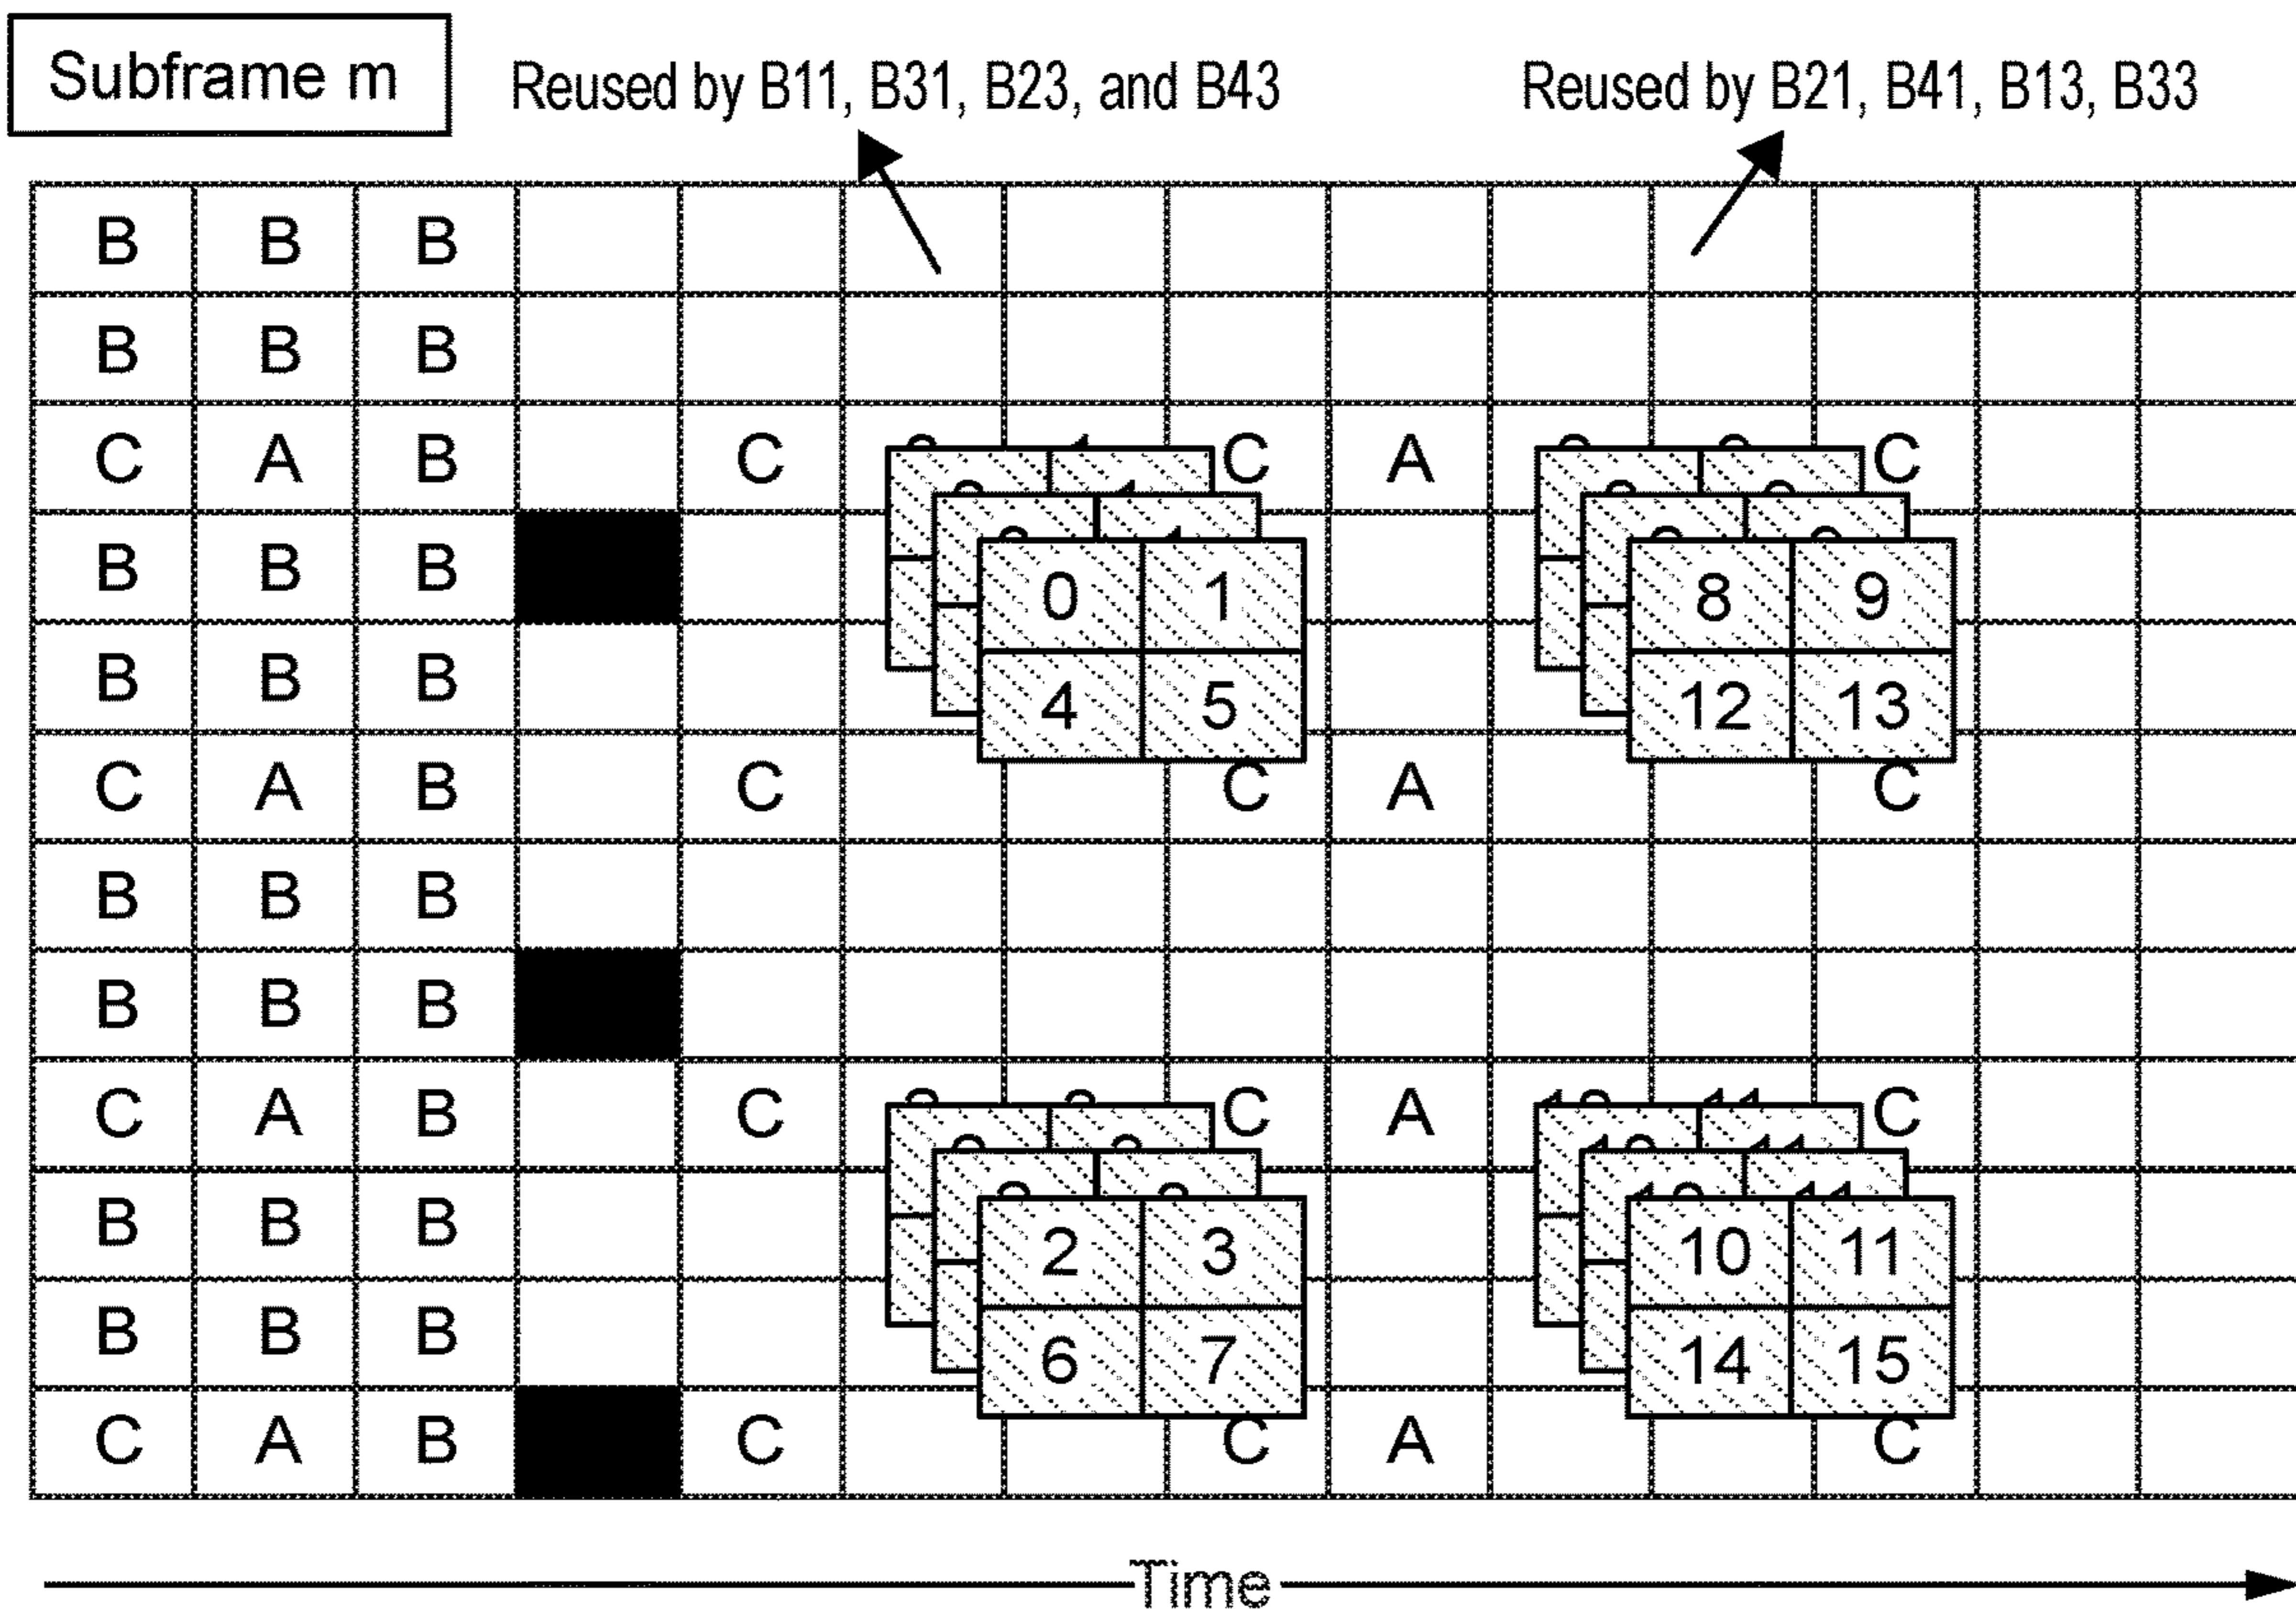 Subframe m
Reused by B11, B31, B23, and B43
Reused by B21, B41, B13, B33
B B B
B B B
C A B C C A C
B B B 0 1 8 9
B B B 4 5 12 13
C A B C C A C
B B B
B B B
C A B C C A C
B B B 2 3 10 11
B B B 6 7 14 15
C A B C C A C
Time